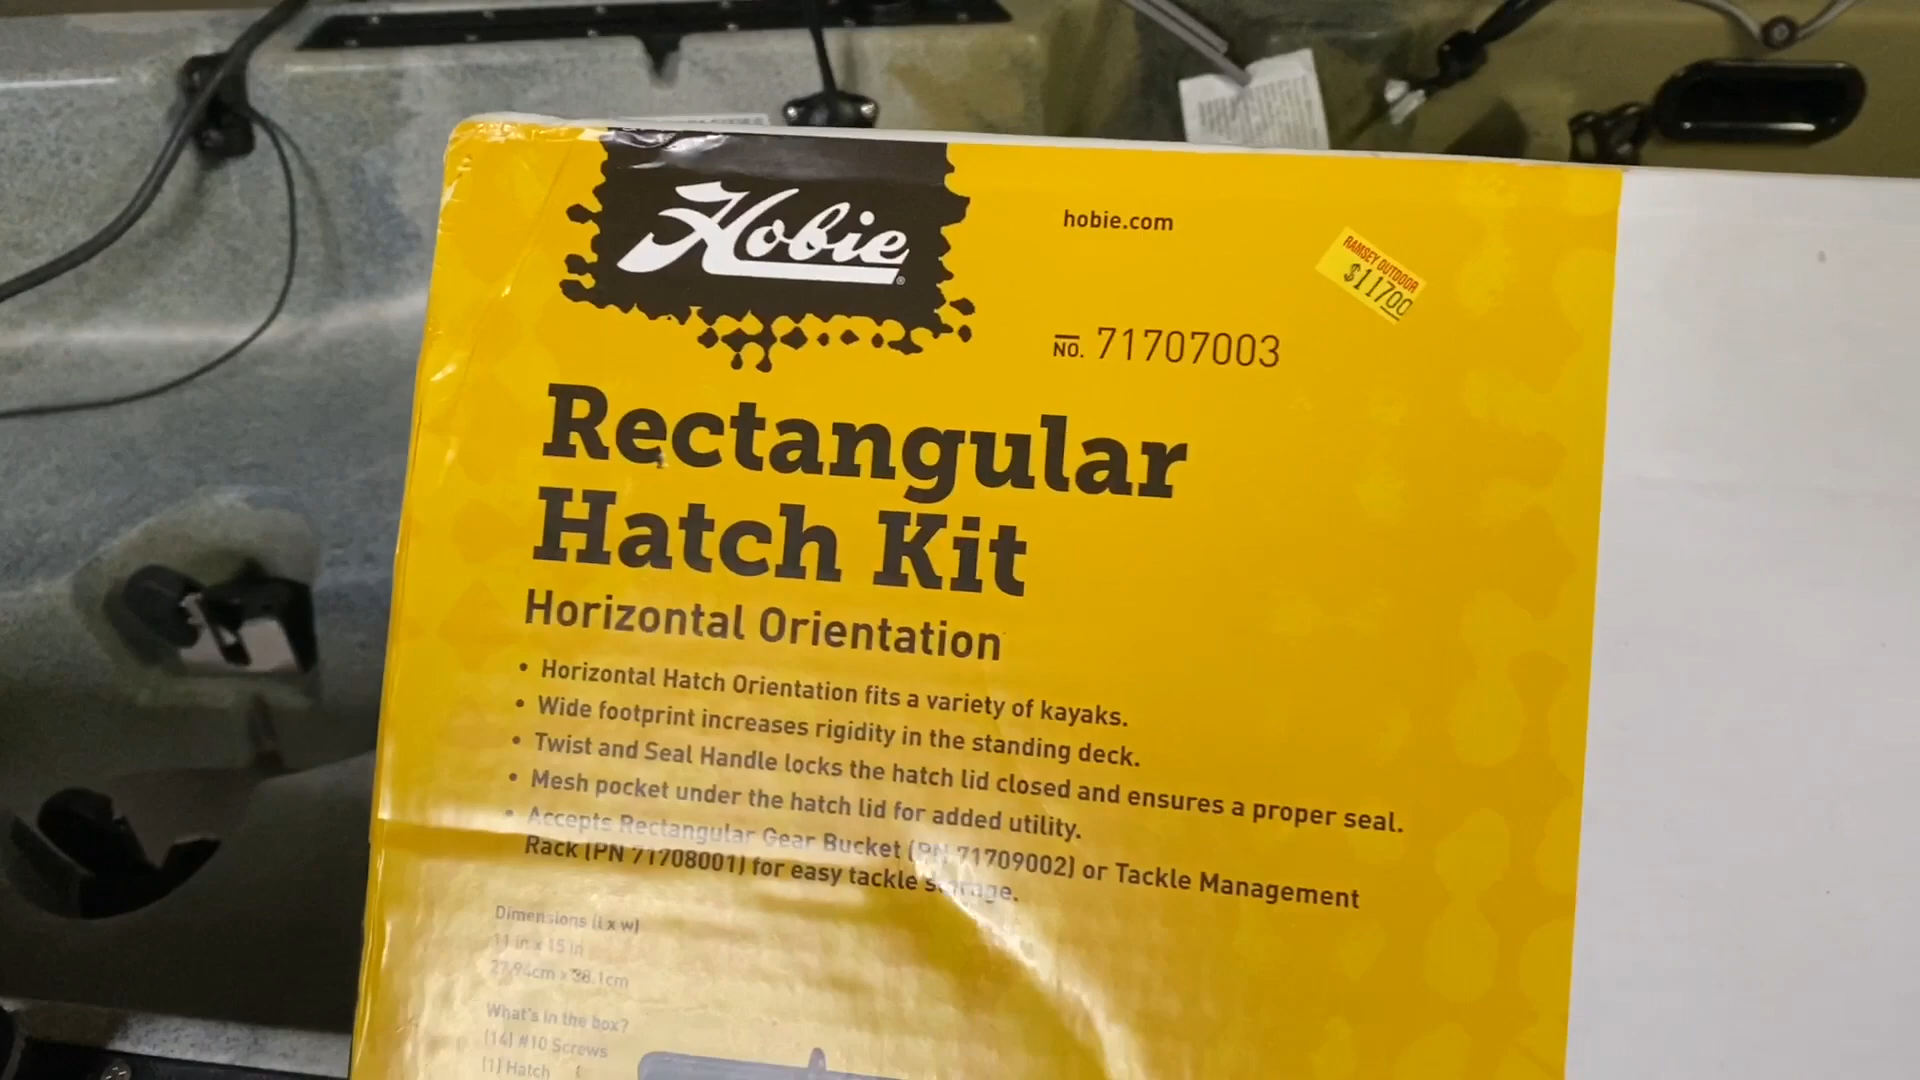 Hobie
hobie.com
RAMSEY OUTDOOR
$117.00
NO. 71707003
Rectangular
Hatch Kit
Horizontal Orientation
• Horizontal Hatch Orientation fits a variety of kayaks.
• Wide footprint increases rigidity in the standing deck.
• Twist and Seal Handle locks the hatch lid closed and ensures a proper seal.
• Mesh pocket under the hatch lid for added utility.
• Accepts Rectangular Gear Bucket (PN 71709002) or Tackle Management
Rack (PN 71708001) for easy tackle storage.
Dimensions (l x w)
11 in x 15 in
27.94cm x 38.1cm
What's in the box?
(14) #10 Screws
(1) Hatch